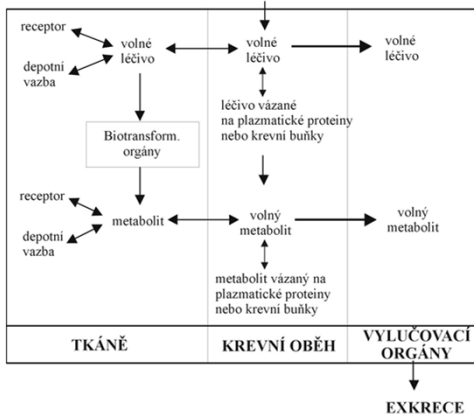 receptor
depotní
vazba
volné
léčivo
volné
léčivo
volné
léčivo
léčivo vázané
na plazmatické proteiny
nebo krevní buňky
Biotransform.
orgány
receptor
depotní
vazba
metabolit
volný
metabolit
volný
metabolit
metabolit vázaný na
plazmatické proteiny
nebo krevní buňky
TKÁNĚ
KREVNÍ OBĚH
VYLUČOVACÍ
ORGÁNY
EXKRECE